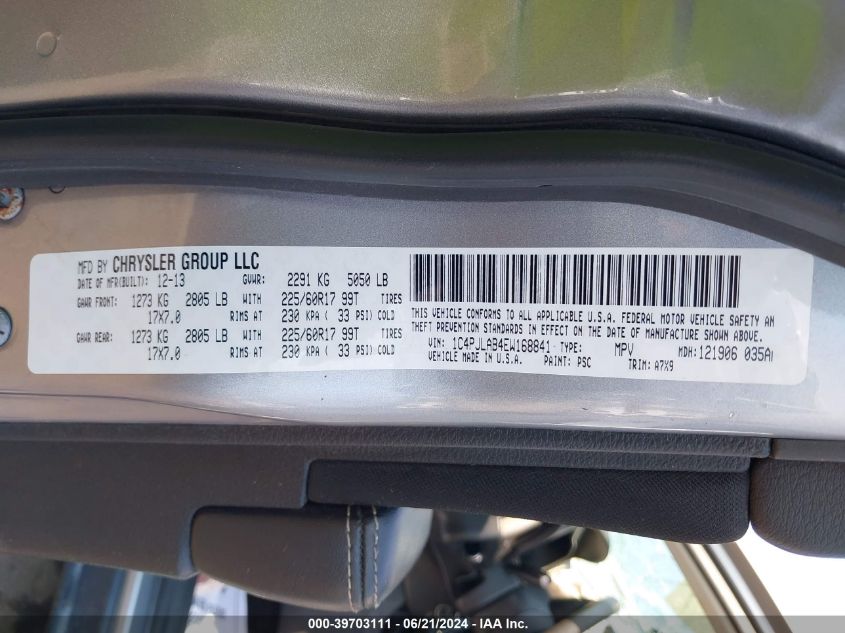 MFD BY CHRYSLER GROUP LLC
DATE OF MFR(BUILT): 12-13 GVWR: 2291 KG 5050 LB
GAWR FRONT: 1273 KG 2805 LB WITH 225/60R17 99T TIRES
17X7.0 RIMS AT 230 KPA ( 33 PSI) COLD
GAWR REAR: 1273 KG 2805 LB WITH 225/60R17 99T TIRES
17X7.0 RIMS AT 230 KPA ( 33 PSI) COLD
THIS VEHICLE CONFORMS TO ALL APPLICABLE U.S.A. FEDERAL MOTOR VEHICLE SAFETY AN
THEFT PREVENTION STANDARDS IN EFFECT ON THE DATE OF MANUFACTURE SHOWN ABOVE.
VIN: 1C4PJLAB4EW168841 TYPE: MPV MDH: 121906 035A
VEHICLE MADE IN U.S.A. PAINT: PSC TRIM: A7X9
000-39703111 - 06/21/2024 - IAA, Inc.